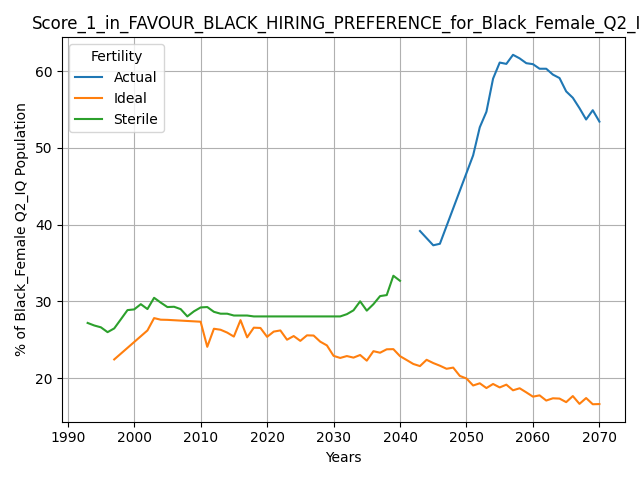 Score_1_in_FAVOUR_BLACK_HIRING_PREFERENCE_for_Black_Female_Q2_I
Fertility
Actual
Ideal
Sterile
% of Black_Female Q2_IQ Population
60
50
40
30
20
1990 2000 2010 2020 2030 2040 2050 2060 2070
Years